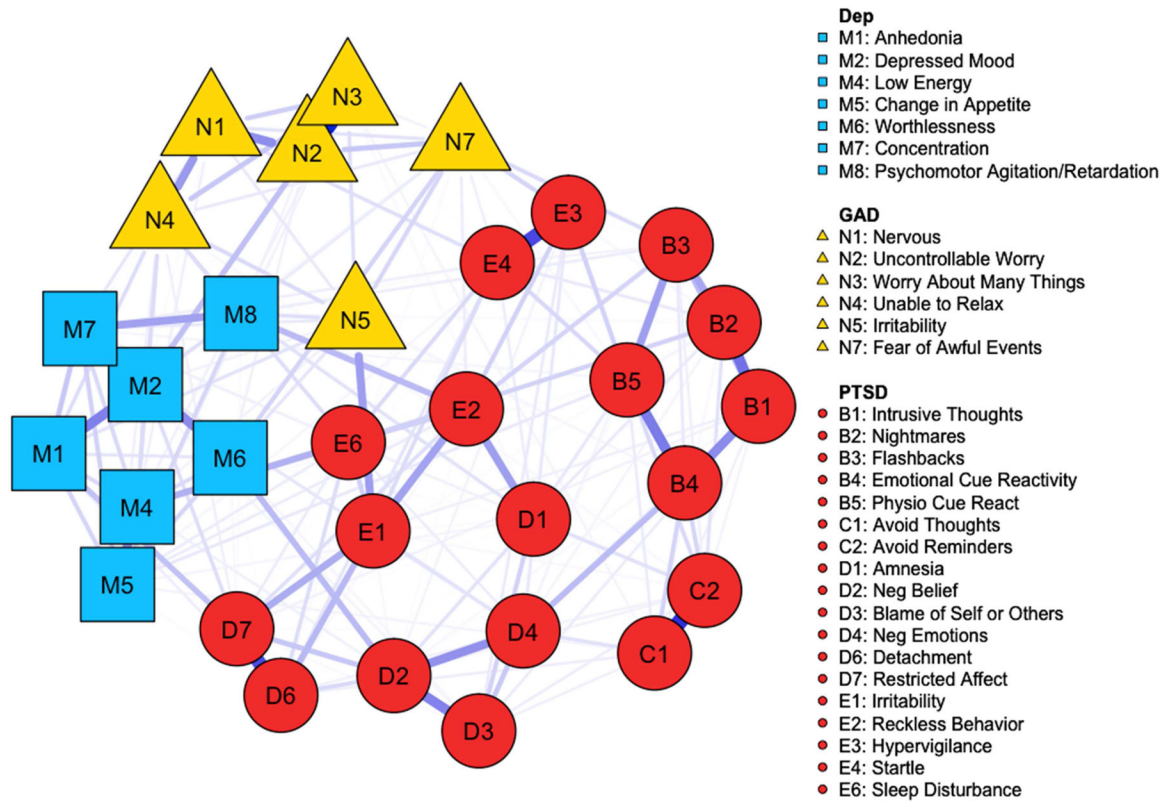 N3
N1
N2
N7
N4
E3
E4
B3
M8
M7
N5
B2
M2
B5
B1
E2
E6
M1
M6
B4
M4
D1
E1
M5
C2
D7
D4
C1
D2
D6
D3
Dep
M1: Anhedonia
M2: Depressed Mood
M4: Low Energy
M5: Change in Appetite
M6: Worthlessness
M7: Concentration
M8: Psychomotor Agitation/Retardation
GAD
N1: Nervous
N2: Uncontrollable Worry
N3: Worry About Many Things
N4: Unable to Relax
N5: Irritability
N7: Fear of Awful Events
PTSD
B1: Intrusive Thoughts
B2: Nightmares
B3: Flashbacks
B4: Emotional Cue Reactivity
B5: Physio Cue React
C1: Avoid Thoughts
C2: Avoid Reminders
D1: Amnesia
D2: Neg Belief
D3: Blame of Self or Others
D4: Neg Emotions
D6: Detachment
D7: Restricted Affect
E1: Irritability
E2: Reckless Behavior
E3: Hypervigilance
E4: Startle
E6: Sleep Disturbance